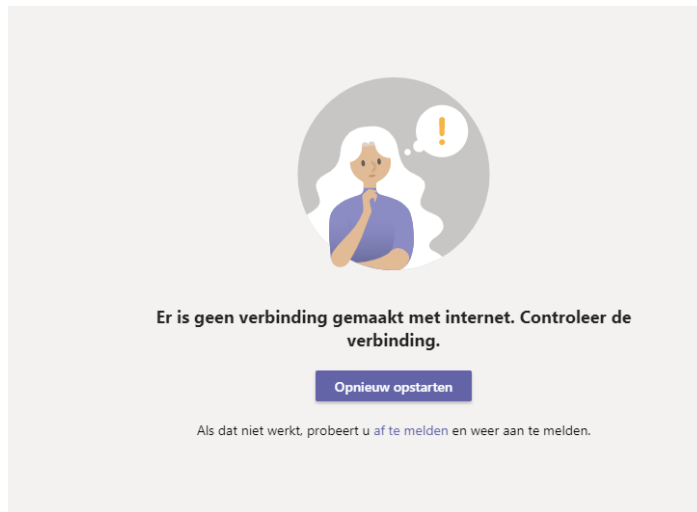 Er is geen verbinding gemaakt met internet. Controleer de
verbinding.
Opnieuw opstarten
Als dat niet werkt, probeert u af te melden en weer aan te melden.